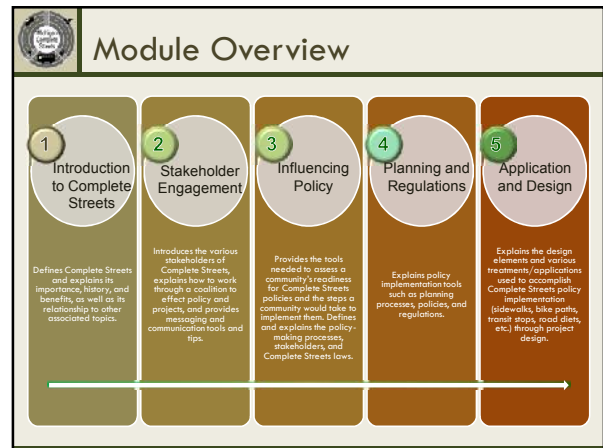 Michigan
Complete
Streets
Module Overview
1
Introduction
to Complete
Streets
Defines Complete Streets
and explains its
importance, history, and
benefits, as well as its
relationship to other
associated topics.
2
Stakeholder
Engagement
Introduces the various
stakeholders of
Complete Streets,
explains how to work
through a coalition to
effect policy and
projects, and provides
messaging and
communication tools and
tips.
3
Influencing
Policy
Provides the tools
needed to assess a
community's readiness
for Complete Streets
policies and the steps a
community would take to
implement them. Defines
and explains the policy-
making processes,
stakeholders, and
Complete Streets laws.
4
Planning and
Regulations
Explains policy
implementation tools
such as planning
processes, policies, and
regulations.
5
Application
and Design
Explains the design
elements and various
treatments/applications
used to accomplish
Complete Streets policy
implementation
(sidewalks, bike paths,
transit stops, road diets,
etc.) through project
design.